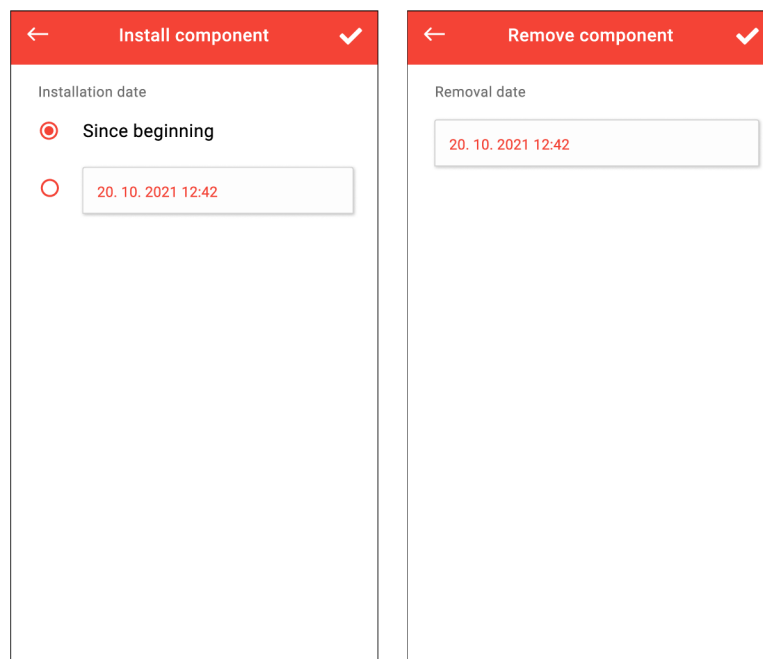 Install component
Installation date
Since beginning
20. 10. 2021 12:42
Remove component
Removal date
20. 10. 2021 12:42